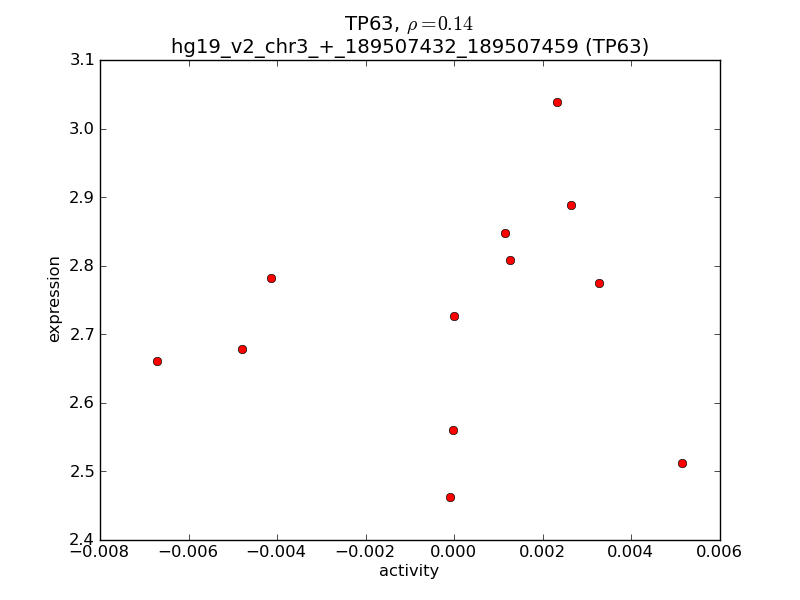 TP63, ρ=0.14
hg19_v2_chr3_+_189507432_189507459 (TP63)
3.1
3.0
2.9
2.8
2.7
2.6
2.5
2.4
expression
−0.008 −0.006 −0.004 −0.002 0.000 0.002 0.004 0.006
activity